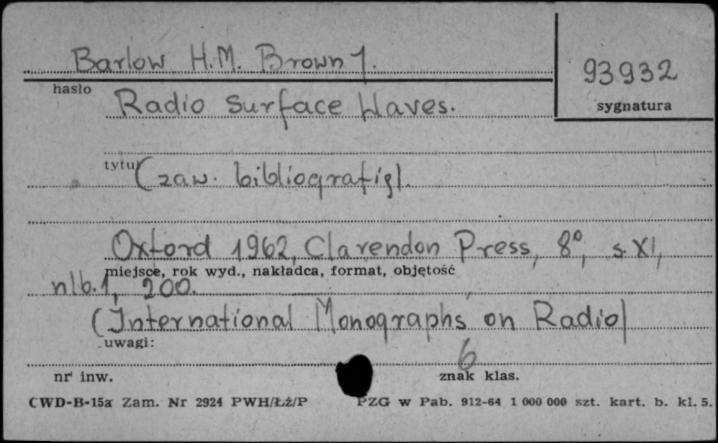 Barlow H.M. Brown J.
93932
hasło
sygnatura
Radio Surface Waves.
tytuł
(zaw. bibliografię).
Oxford 1962, Clarendon Press, 8°, s. XI,
miejsce, rok wyd., nakładca, format, objętość
nlb. 1, 200.
(International Monographs on Radio)
uwagi:
6
nr inw. znak klas.
CWD-B-15a Zam. Nr 2924 PWH/Łż/P PZG w Pab. 912-64 1 000 000 szt. kart. b. kl. 5.